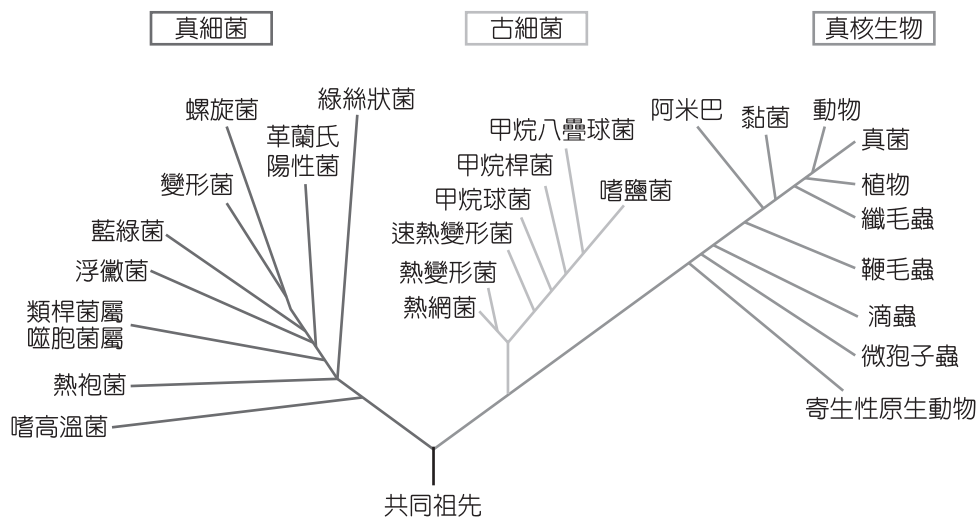 真細菌
古細菌
真核生物
螺旋菌
綠絲狀菌
革蘭氏
陽性菌
變形菌
藍綠菌
浮黴菌
類桿菌屬
噬胞菌屬
熱袍菌
嗜高溫菌
甲烷八疊球菌
甲烷桿菌
甲烷球菌
嗜鹽菌
速熱變形菌
熱變形菌
熱網菌
阿米巴
黏菌
動物
真菌
植物
纖毛蟲
鞭毛蟲
滴蟲
微孢子蟲
寄生性原生動物
共同祖先